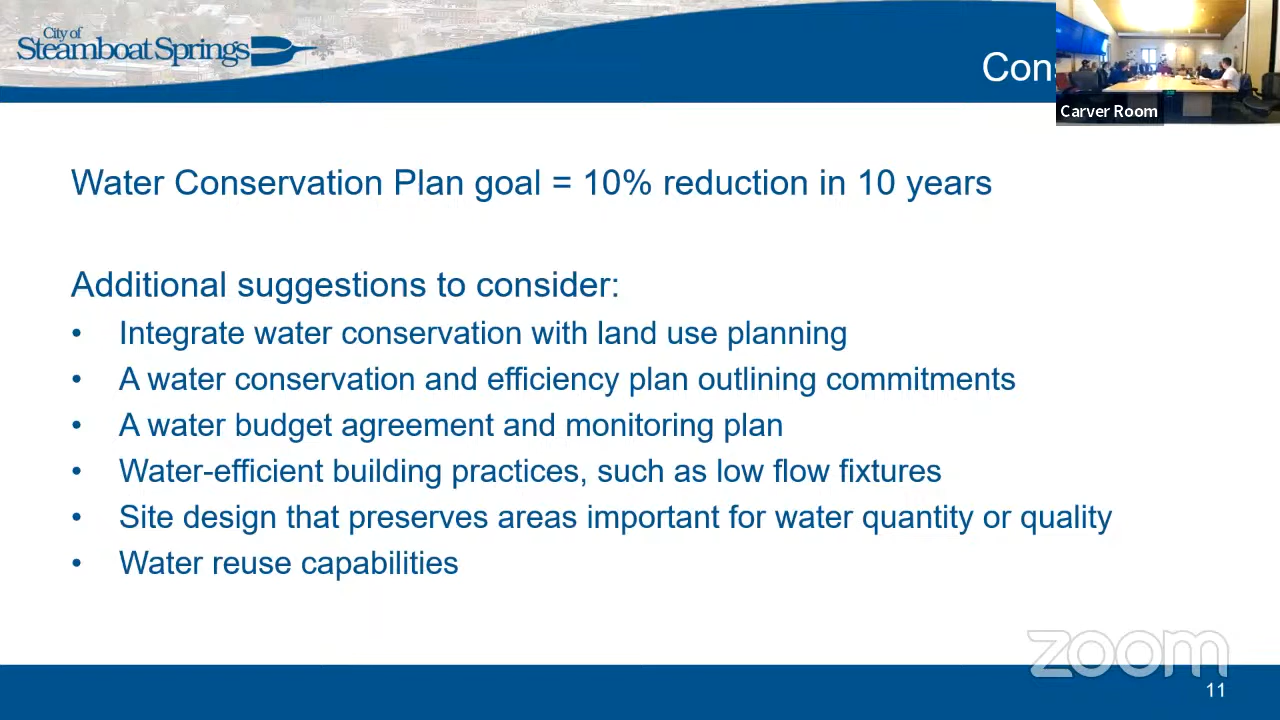 City of
Steamboat Springs
Carver Room
Water Conservation Plan goal = 10% reduction in 10 years
Additional suggestions to consider:
• Integrate water conservation with land use planning
• A water conservation and efficiency plan outlining commitments
• A water budget agreement and monitoring plan
• Water-efficient building practices, such as low flow fixtures
• Site design that preserves areas important for water quantity or quality
• Water reuse capabilities
zoom
11